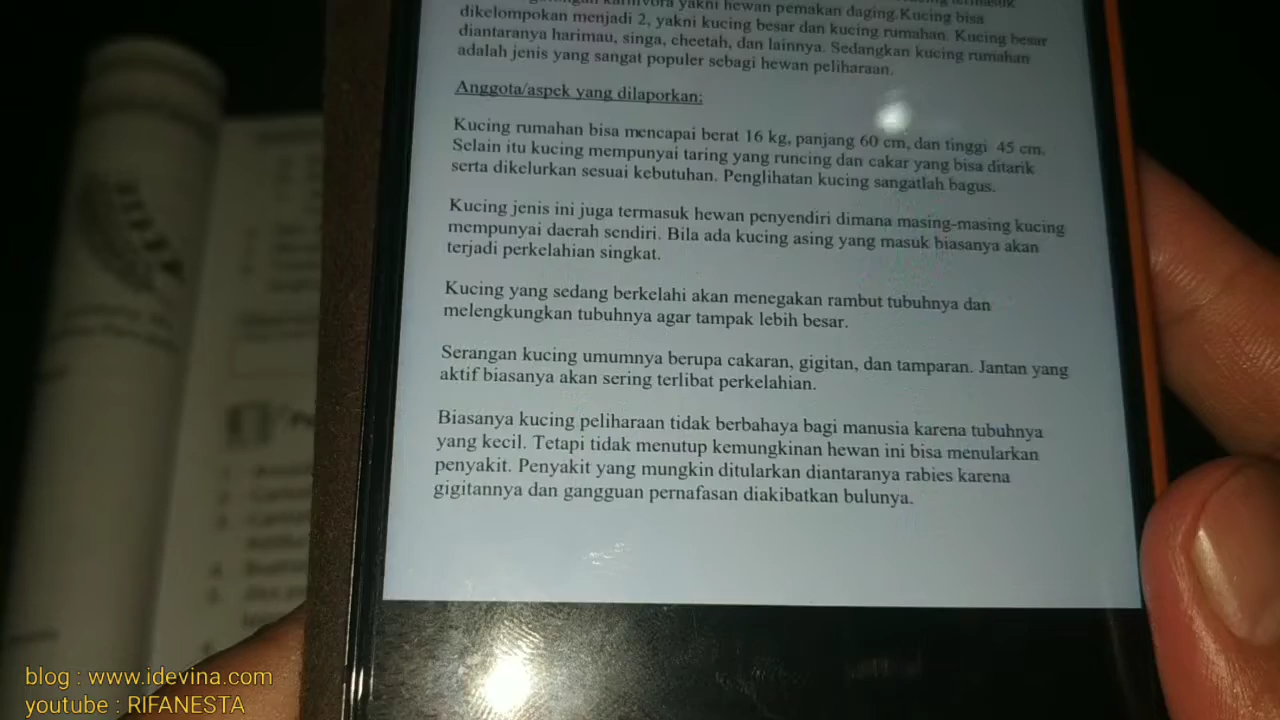 karnivora yakni hewan pemakan daging.Kucing bisa
dikelompokan menjadi 2, yakni kucing besar dan kucing rumahan. Kucing besar
diantaranya harimau, singa, cheetah, dan lainnya. Sedangkan kucing rumahan
adalah jenis yang sangat populer sebagi hewan peliharaan.
Anggota/aspek yang dilaporkan:
Kucing rumahan bisa mencapai berat 16 kg, panjang 60 cm, dan tinggi 45 cm.
Selain itu kucing mempunyai taring yang runcing dan cakar yang bisa ditarik
serta dikelurkan sesuai kebutuhan. Penglihatan kucing sangatlah bagus.
Kucing jenis ini juga termasuk hewan penyendiri dimana masing-masing kucing
mempunyai daerah sendiri. Bila ada kucing asing yang masuk biasanya akan
terjadi perkelahian singkat.
Kucing yang sedang berkelahi akan menegakan rambut tubuhnya dan
melengkungkan tubuhnya agar tampak lebih besar.
Serangan kucing umumnya berupa cakaran, gigitan, dan tamparan. Jantan yang
aktif biasanya akan sering terlibat perkelahian.
Biasanya kucing peliharaan tidak berbahaya bagi manusia karena tubuhnya
yang kecil. Tetapi tidak menutup kemungkinan hewan ini bisa menularkan
penyakit. Penyakit yang mungkin ditularkan diantaranya rabies karena
gigitannya dan gangguan pernafasan diakibatkan bulunya.
blog : www.idevina.com
youtube : RIFANESTA